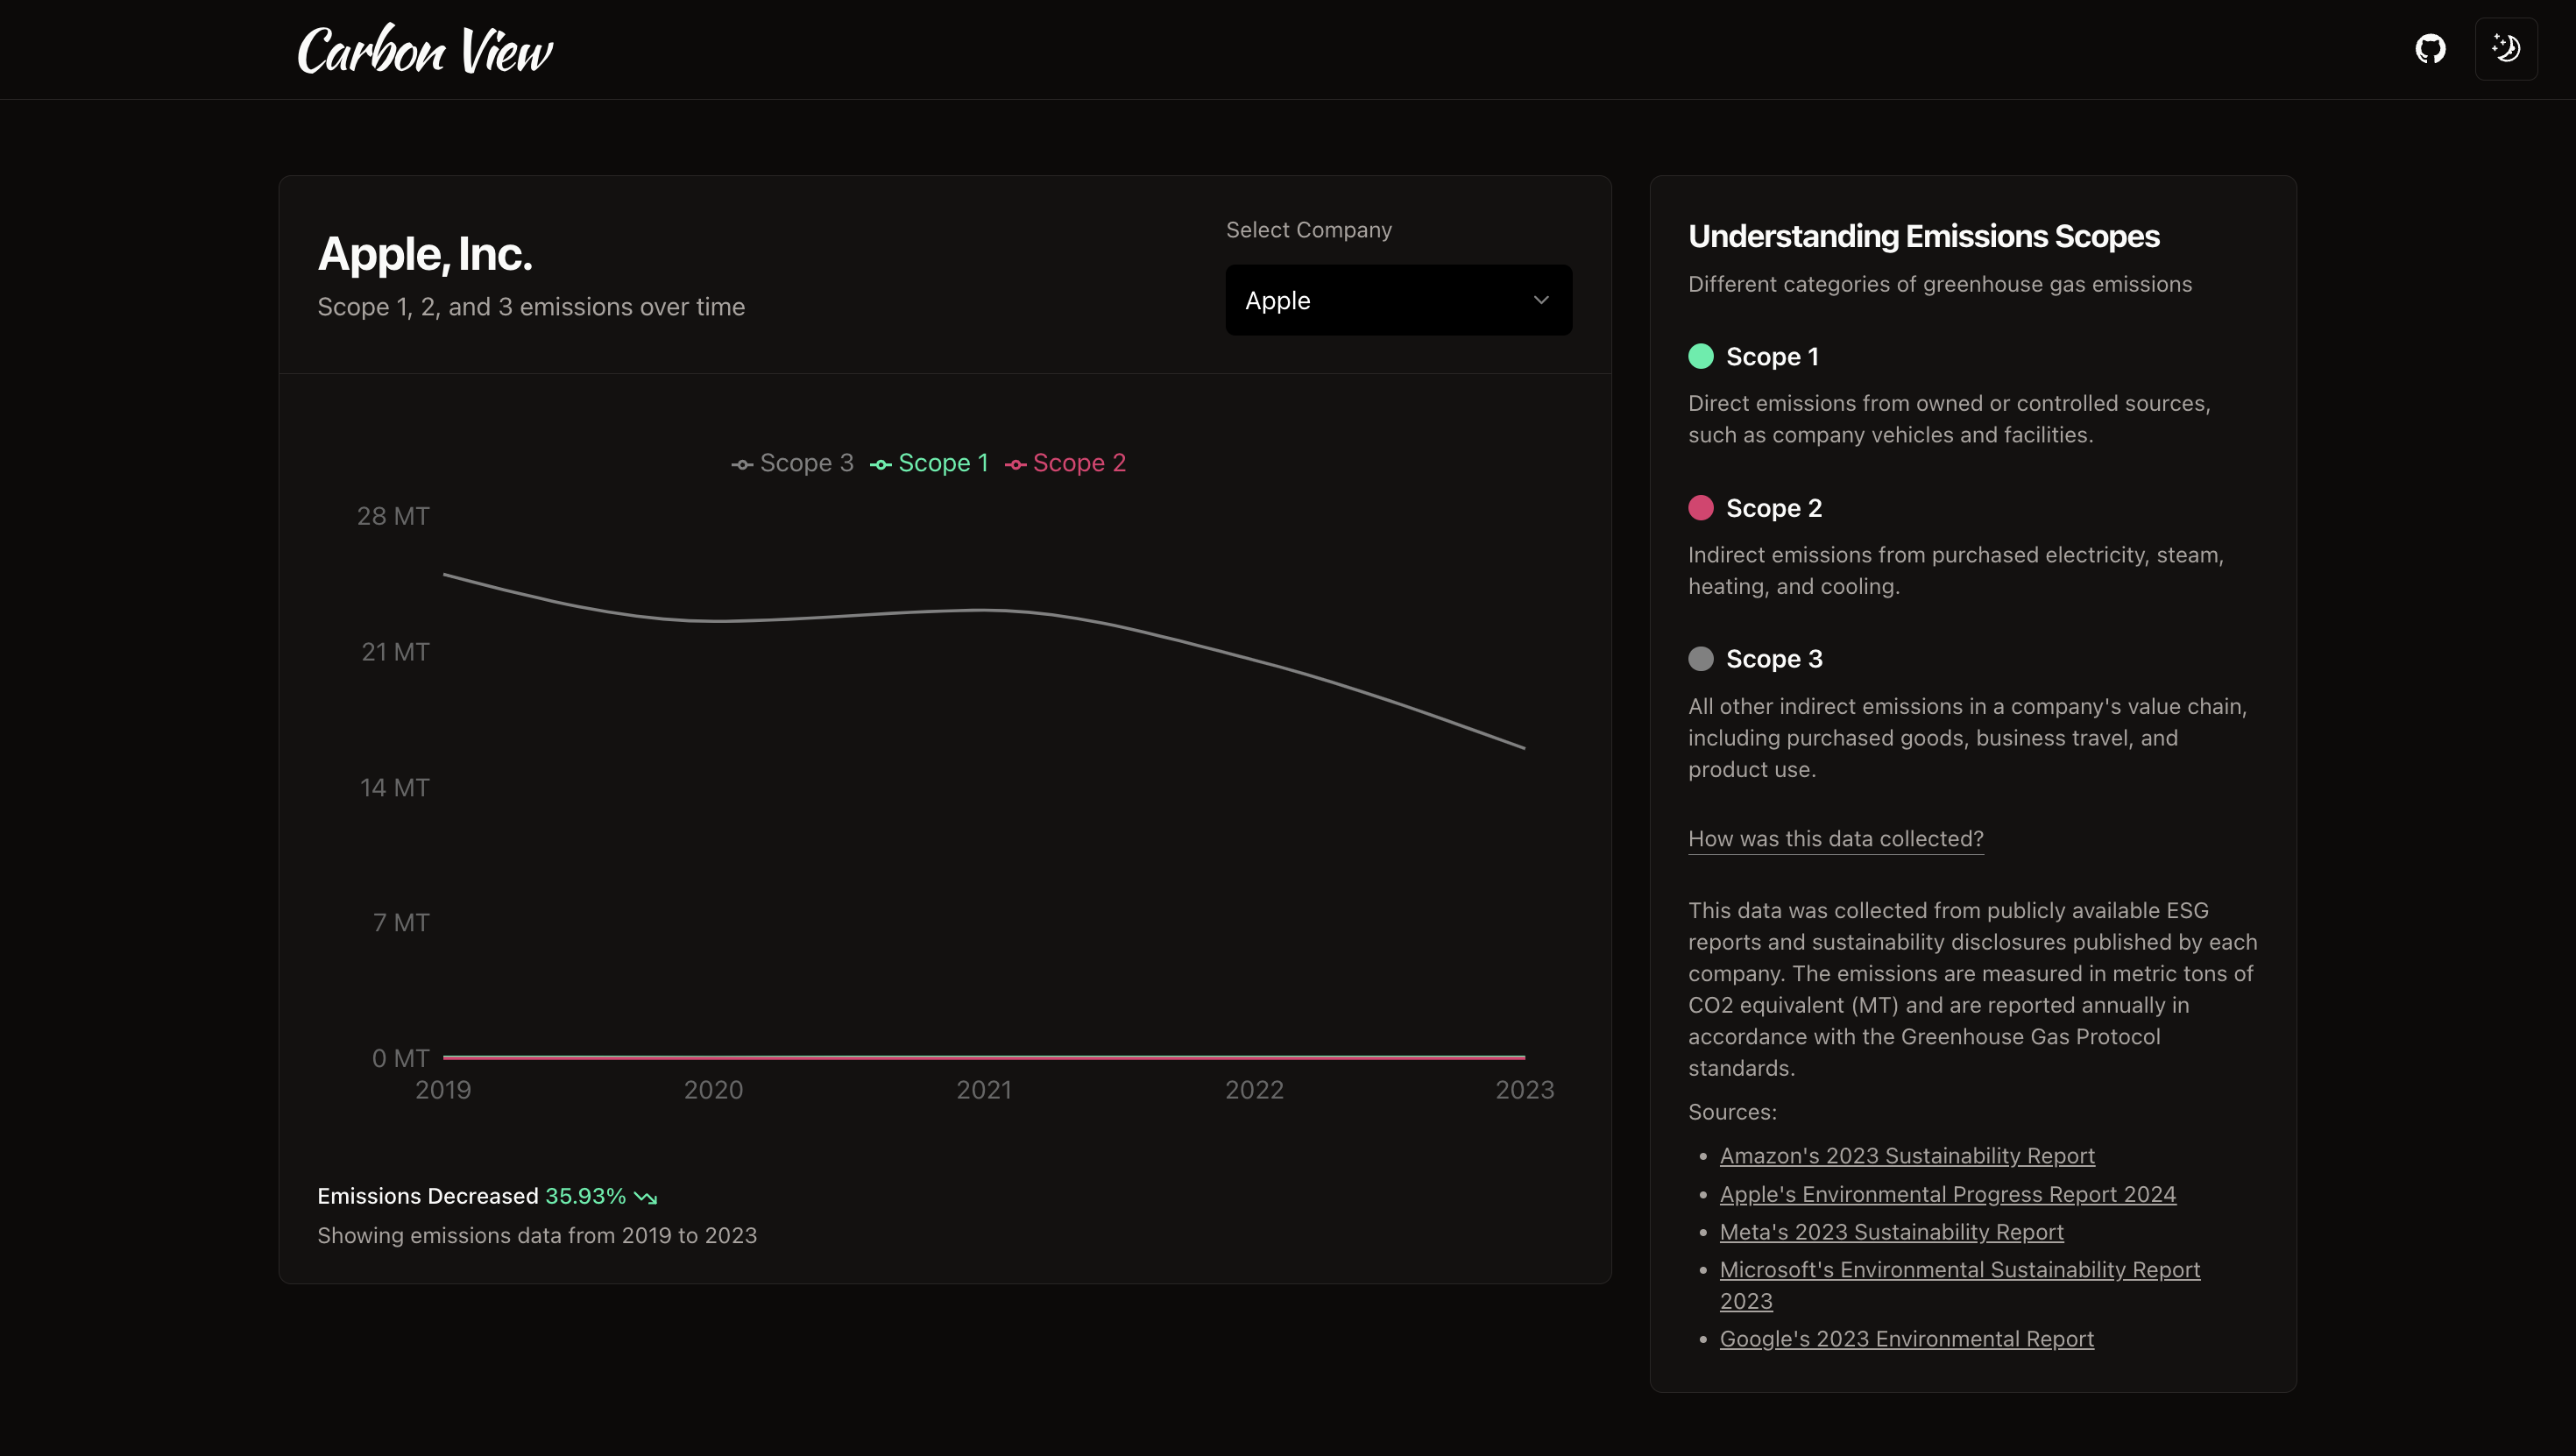 Carbon View
Apple, Inc.
Scope 1, 2, and 3 emissions over time
Select Company
Apple
Scope 3 Scope 1 Scope 2
28 MT
21 MT
14 MT
7 MT
0 MT
2019 2020 2021 2022 2023
Emissions Decreased 35.93%
Showing emissions data from 2019 to 2023
Understanding Emissions Scopes
Different categories of greenhouse gas emissions
Scope 1
Direct emissions from owned or controlled sources,
such as company vehicles and facilities.
Scope 2
Indirect emissions from purchased electricity, steam,
heating, and cooling.
Scope 3
All other indirect emissions in a company's value chain,
including purchased goods, business travel, and
product use.
How was this data collected?
This data was collected from publicly available ESG
reports and sustainability disclosures published by each
company. The emissions are measured in metric tons of
CO2 equivalent (MT) and are reported annually in
accordance with the Greenhouse Gas Protocol
standards.
Sources:
• Amazon's 2023 Sustainability Report
• Apple's Environmental Progress Report 2024
• Meta's 2023 Sustainability Report
• Microsoft's Environmental Sustainability Report
2023
• Google's 2023 Environmental Report